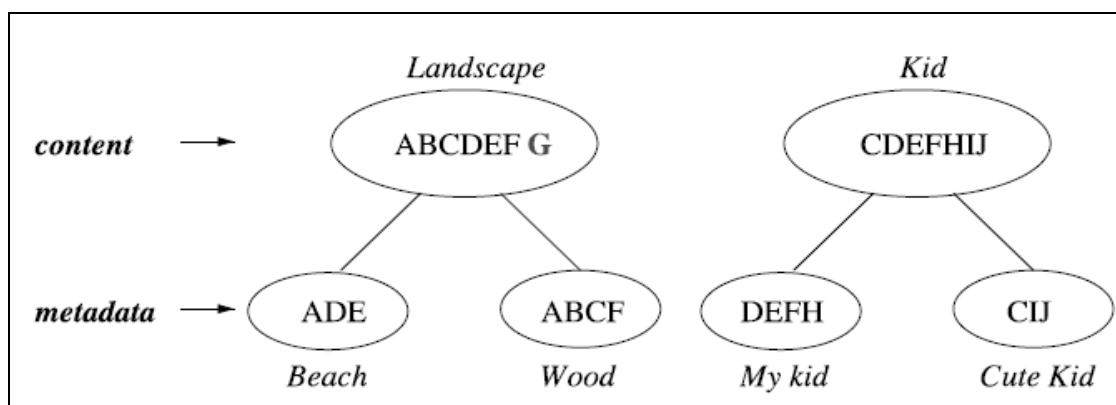 Landscape Kid
content ABCDEF G CDEFHIJ
metadata ADE ABCF DEFH CIJ
Beach Wood My kid Cute Kid